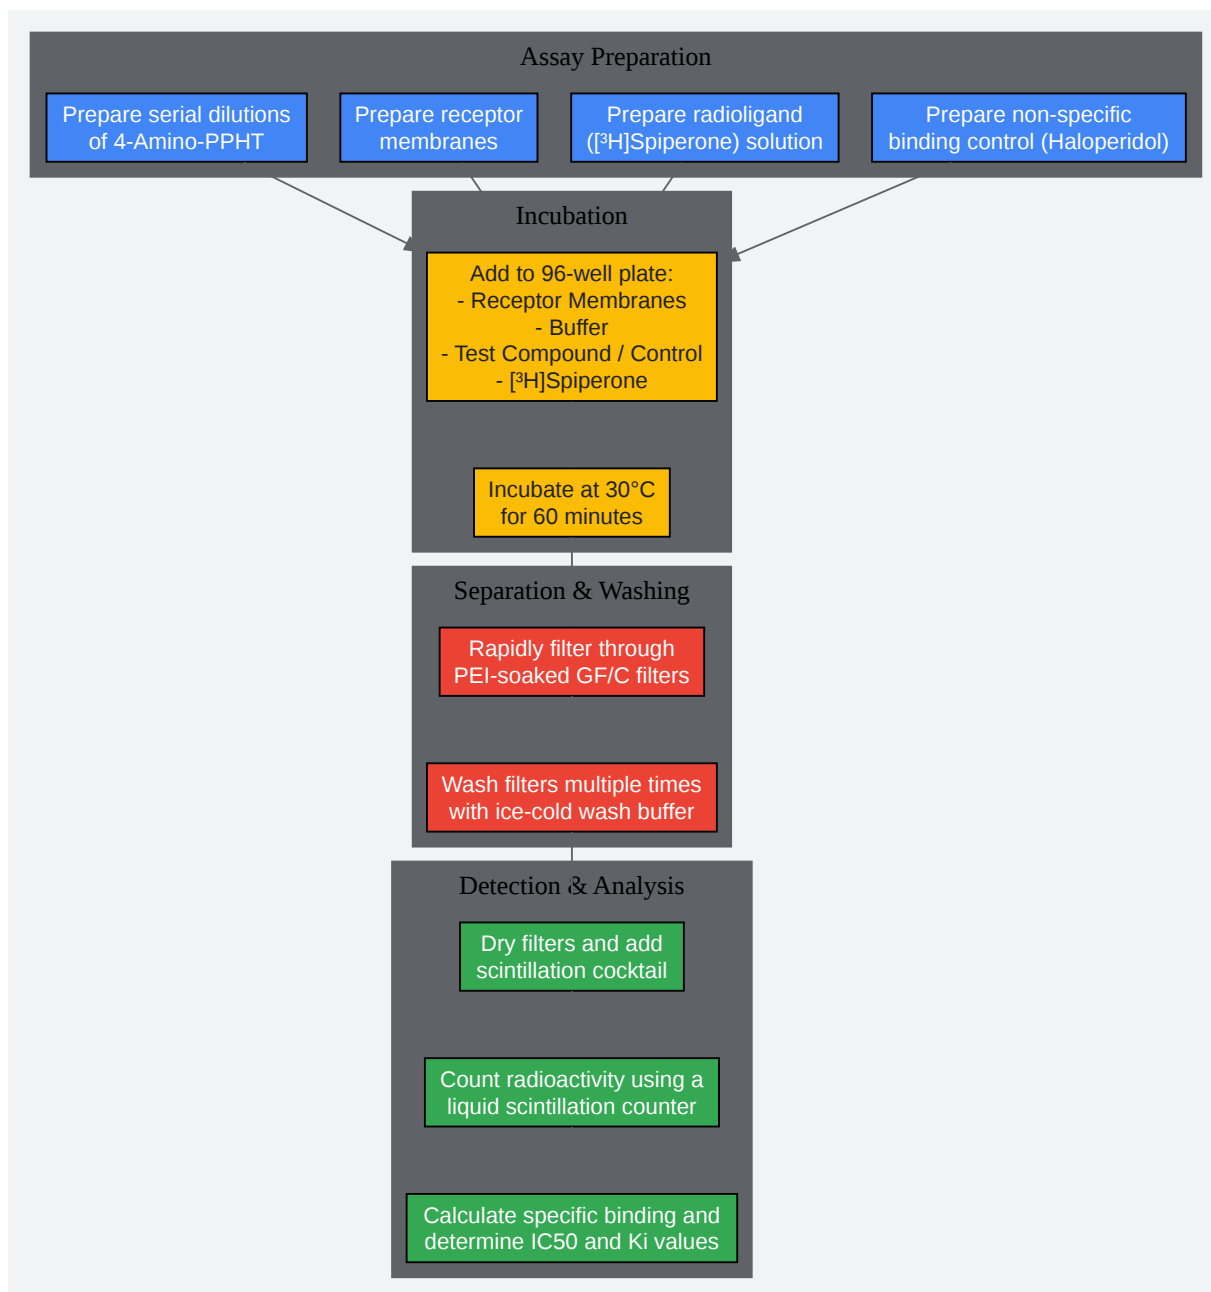 Assay Preparation
Prepare serial dilutions
of 4-Amino-PPHT
Prepare receptor
membranes
Prepare radioligand
([³H]Spiperone) solution
Prepare non-specific
binding control (Haloperidol)
Incubation
Add to 96-well plate:
- Receptor Membranes
- Buffer
- Test Compound / Control
- [³H]Spiperone
Incubate at 30°C
for 60 minutes
Separation & Washing
Rapidly filter through
PEI-soaked GF/C filters
Wash filters multiple times
with ice-cold wash buffer
Detection & Analysis
Dry filters and add
scintillation cocktail
Count radioactivity using a
liquid scintillation counter
Calculate specific binding and
determine IC50 and Ki values